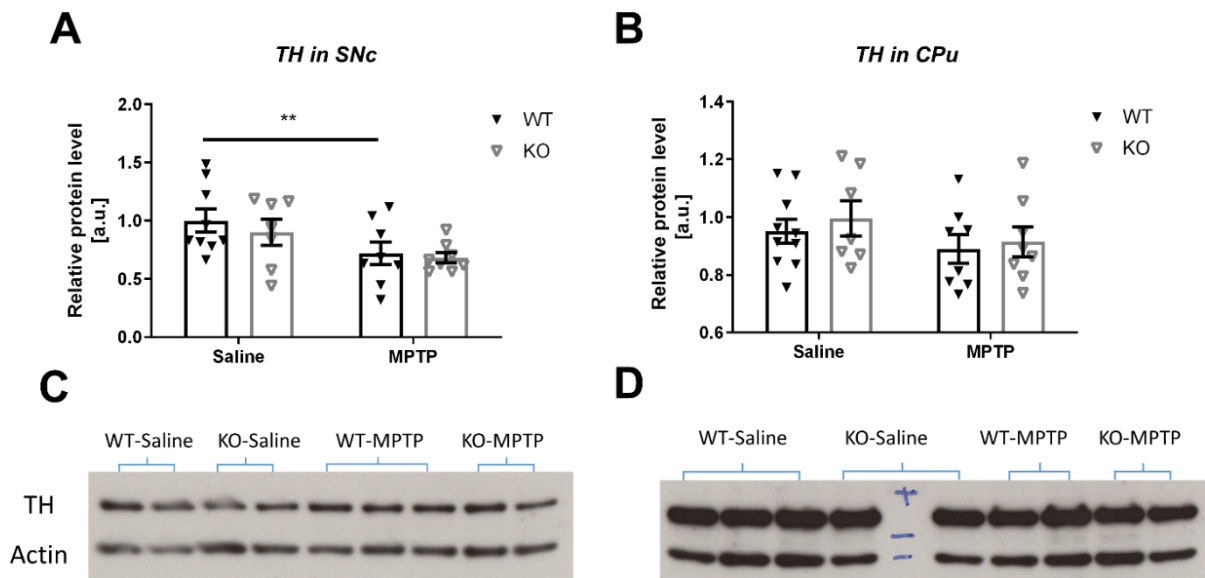 A
TH in SNc
Relative protein level
[a.u.]
2.0
1.5
1.0
0.5
0.0
**
WT
KO
Saline
MPTP
B
TH in CPu
Relative protein level
[a.u.]
1.4
1.2
1.0
0.8
0.6
WT
KO
Saline
MPTP
C
WT-Saline
KO-Saline
WT-MPTP
KO-MPTP
TH
Actin
D
WT-Saline
KO-Saline
WT-MPTP
KO-MPTP